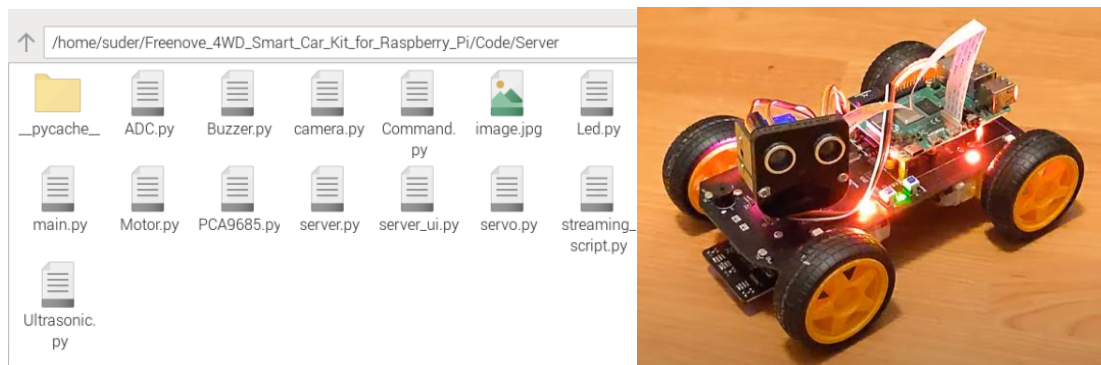 /home/suder/Freenove_4WD_Smart_Car_Kit_for_Raspberry_Pi/Code/Server
__pycache__ ADC.py Buzzer.py camera.py Command. image.jpg Led.py
py
main.py Motor.py PCA9685.py server.py server_ui.py servo.py streaming_
script.py
Ultrasonic.
py